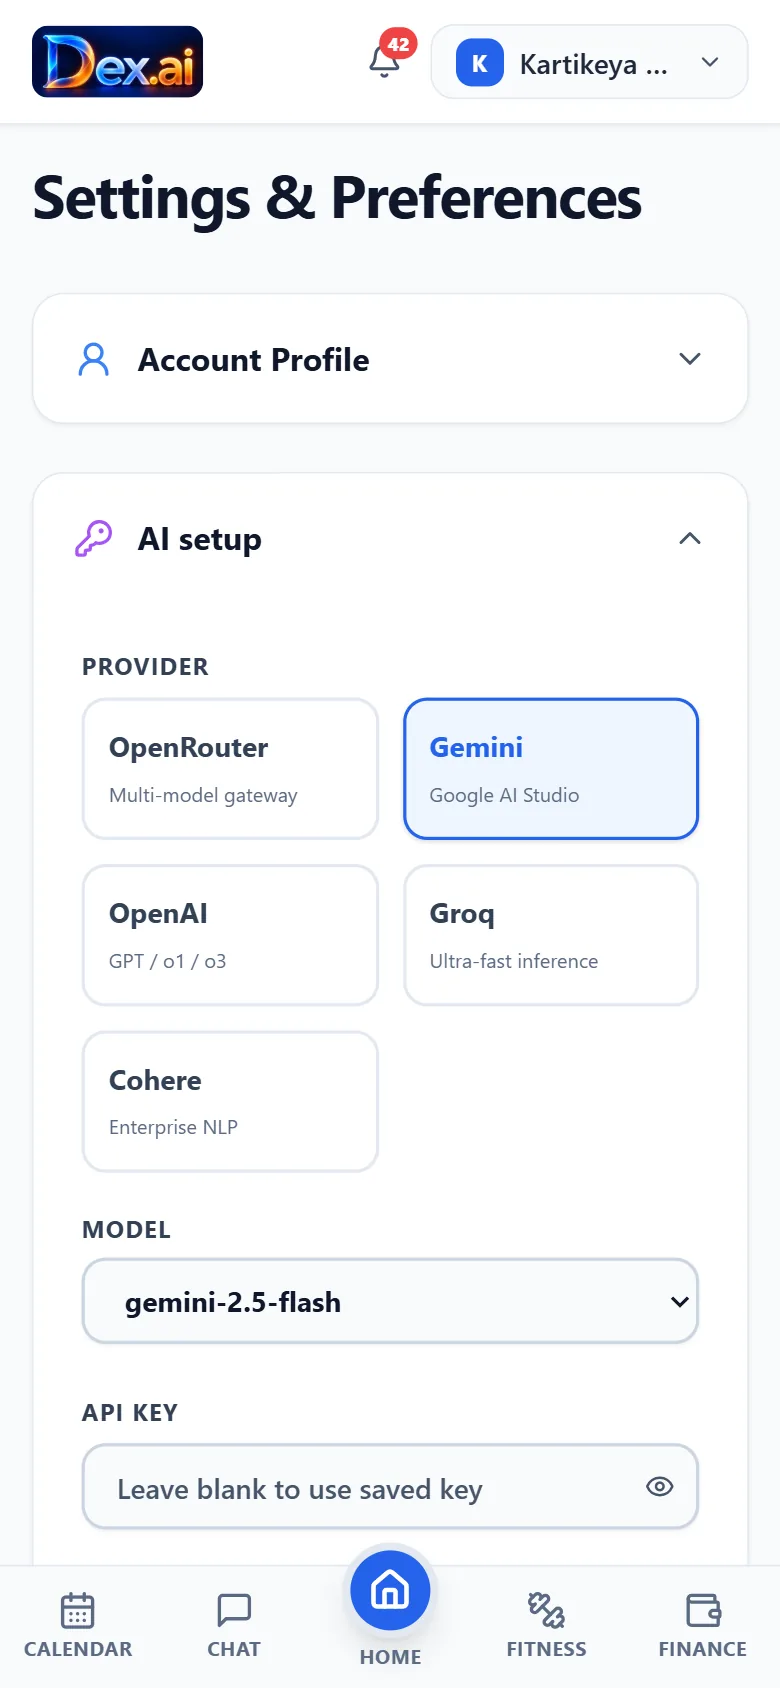 Dex.ai
42
K
Kartikeya ...
Settings & Preferences
Account Profile
AI setup
PROVIDER
OpenRouter
Multi-model gateway
Gemini
Google AI Studio
OpenAI
GPT / o1 / o3
Groq
Ultra-fast inference
Cohere
Enterprise NLP
MODEL
gemini-2.5-flash
API KEY
Leave blank to use saved key
CALENDAR
CHAT
HOME
FITNESS
FINANCE